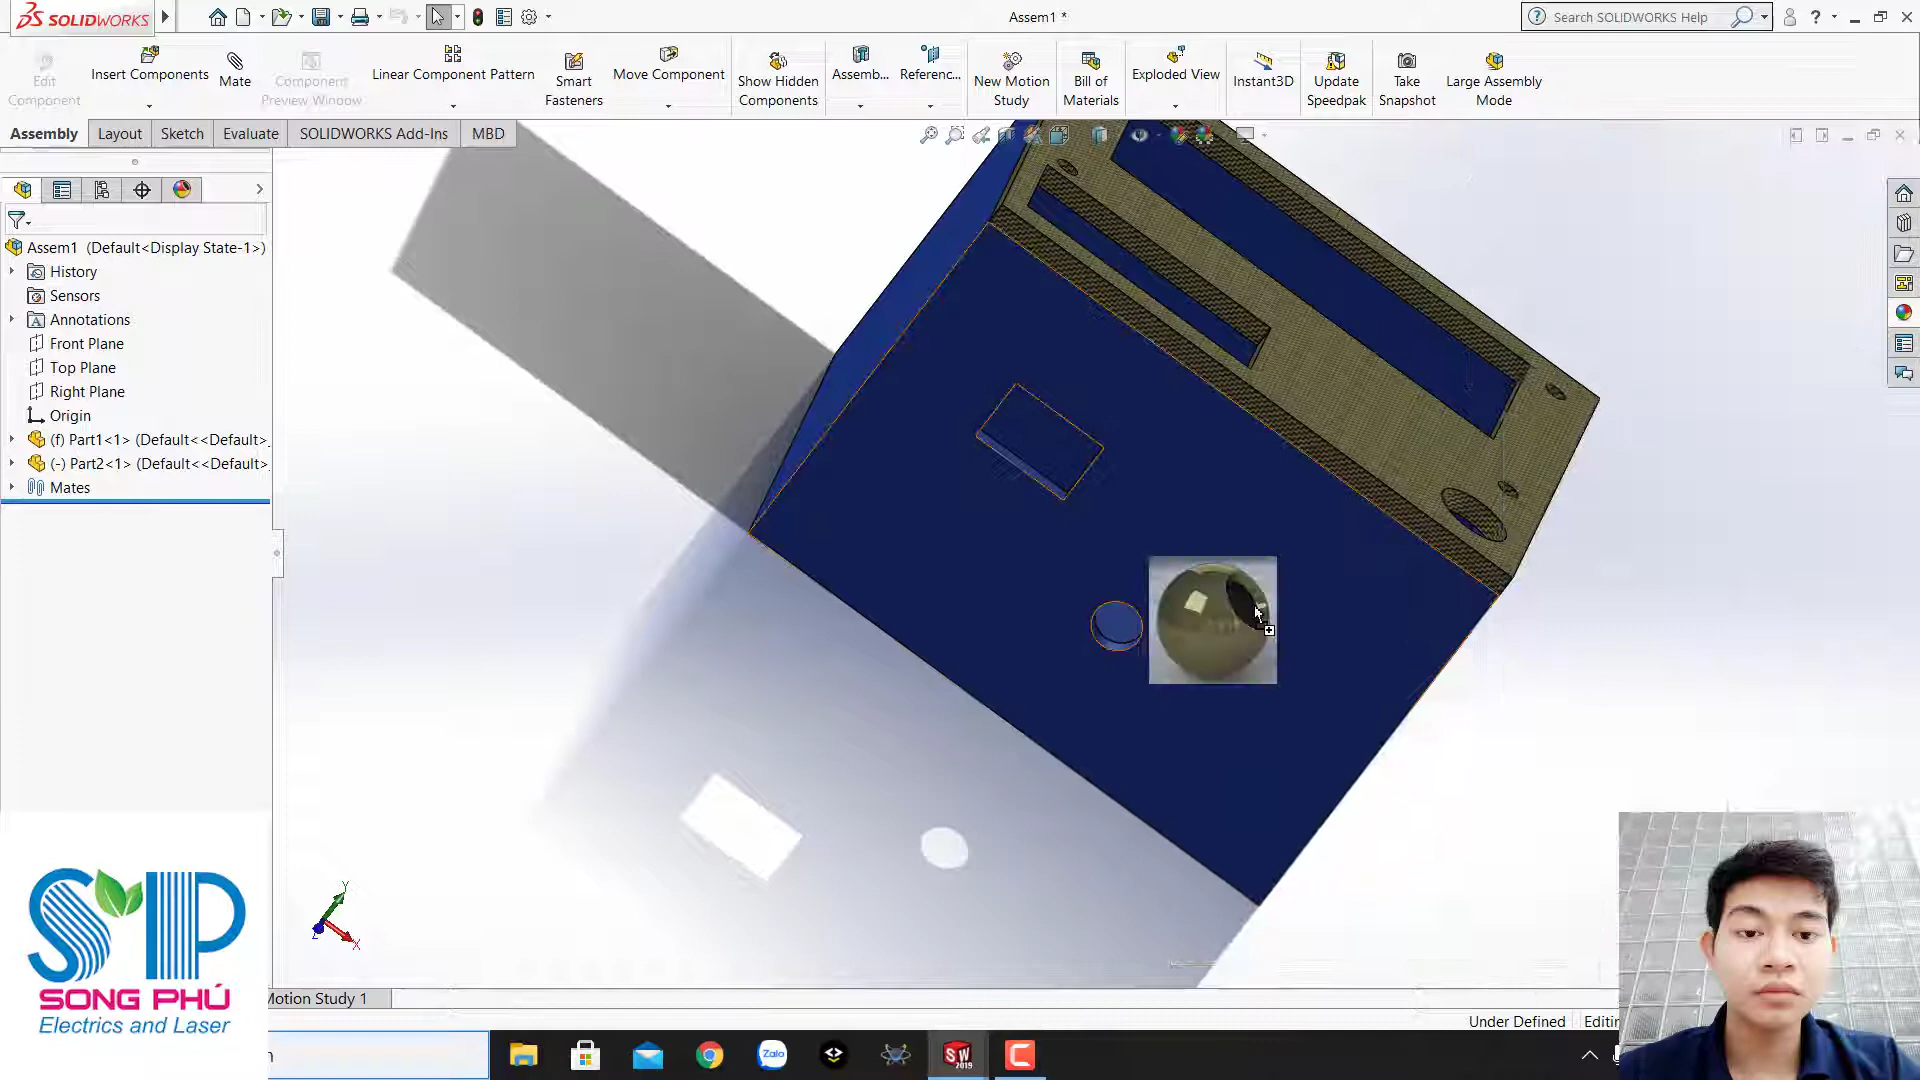 SOLIDWORKS
Assem1 *
Search SOLIDWORKS Help
Edit Component
Insert Components
Mate
Component Preview Window
Linear Component Pattern
Smart Fasteners
Move Component
Show Hidden Components
Assemb...
Referenc...
New Motion Study
Bill of Materials
Exploded View
Instant3D
Update Speedpak
Take Snapshot
Large Assembly Mode
Assembly
Layout
Sketch
Evaluate
SOLIDWORKS Add-Ins
MBD
Assem1 (Default<Display State-1>)
History
Sensors
Annotations
Front Plane
Top Plane
Right Plane
Origin
(f) Part1<1> (Default<<Default>
(-) Part2<1> (Default<<Default>
Mates
Y
X
Z
SONG PHÚ
Electrics and Laser
Motion Study 1
Under Defined
Editin
n
Zalo
SW
2019